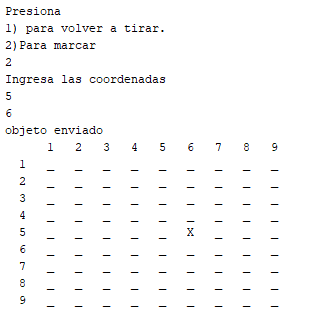 Presiona
1) para volver a tirar.
2)Para marcar
2
Ingresa las coordenadas
5
6
objeto enviado
1 2 3 4 5 6 7 8 9
1 _ _ _ _ _ _ _ _ _
2 _ _ _ _ _ _ _ _ _
3 _ _ _ _ _ _ _ _ _
4 _ _ _ _ _ _ _ _ _
5 _ _ _ _ _ X _ _ _
6 _ _ _ _ _ _ _ _ _
7 _ _ _ _ _ _ _ _ _
8 _ _ _ _ _ _ _ _ _
9 _ _ _ _ _ _ _ _ _